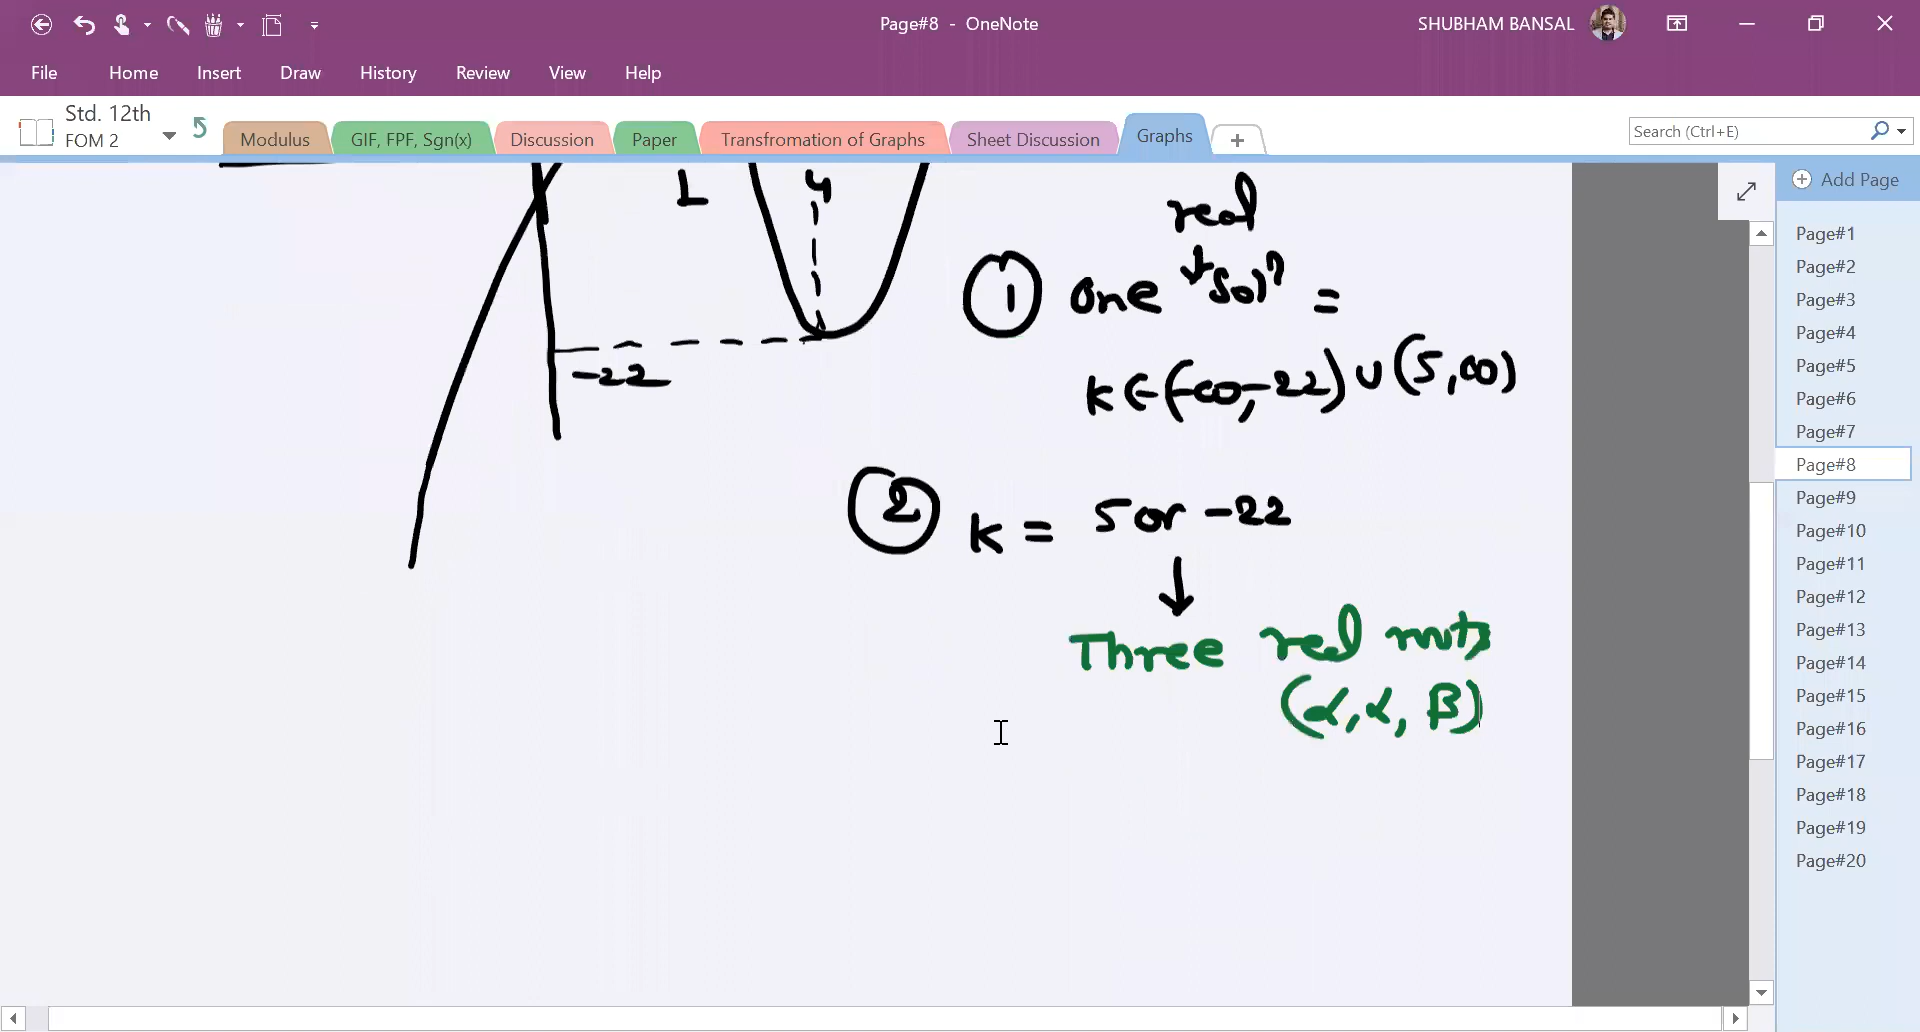 Page#8 - OneNote
SHUBHAM BANSAL
File Home Insert Draw History Review View Help
Std. 12th
FOM 2
Modulus GIF, FPF, Sgn(x) Discussion Paper Transfromation of Graphs Sheet Discussion Graphs +
Search (Ctrl+E)
Add Page
1 4
-22
real
① One ↓ Solⁿ =
k ∈ (-∞, -22) ∪ (5, ∞)
② k = 5 or -22
↓
Three real roots
(α, α, β)
Page#1
Page#2
Page#3
Page#4
Page#5
Page#6
Page#7
Page#8
Page#9
Page#10
Page#11
Page#12
Page#13
Page#14
Page#15
Page#16
Page#17
Page#18
Page#19
Page#20